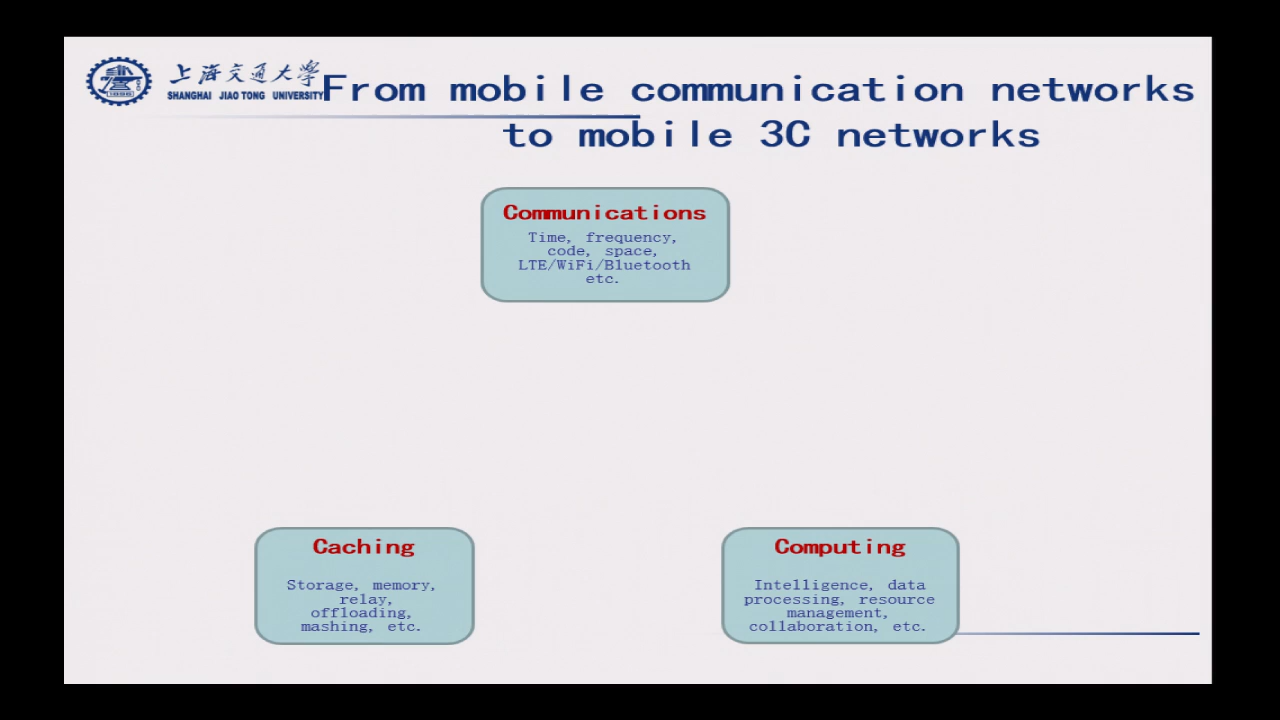 上海交通大學
SHANGHAI JIAO TONG UNIVERSITY
From mobile communication networks
to mobile 3C networks
Communications
Time, frequency,
code, space,
LTE/WiFi/Bluetooth
etc.
Caching
Storage, memory,
relay,
offloading,
mashing, etc.
Computing
Intelligence, data
processing, resource
management,
collaboration, etc.